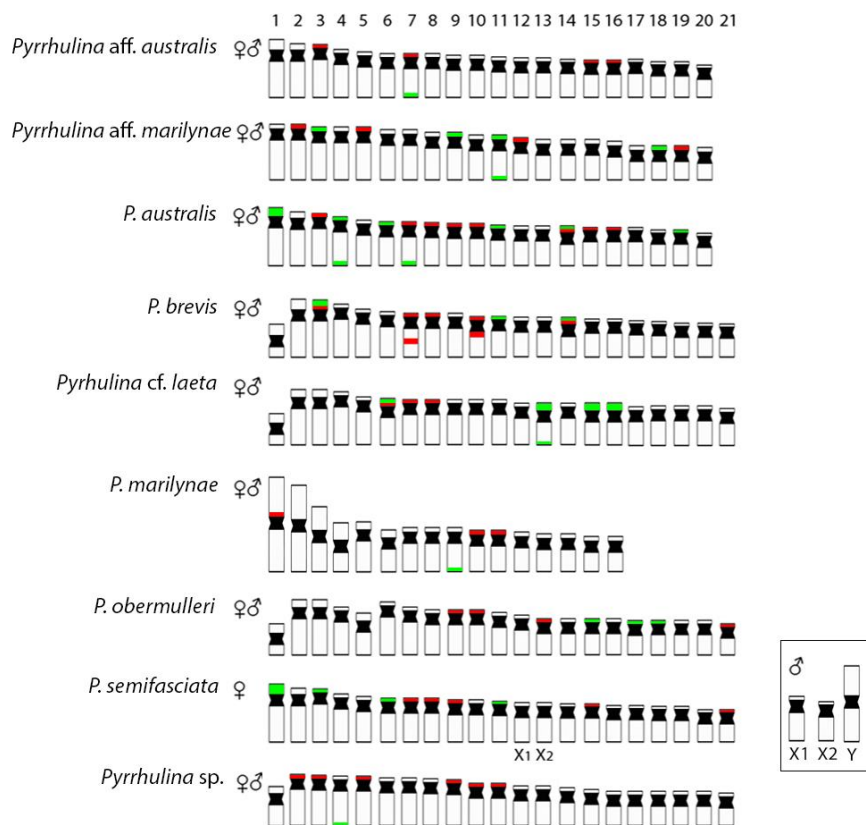 1 2 3 4 5 6 7 8 9 10 11 12 13 14 15 16 17 18 19 20 21
Pyrrhulina aff. australis ♀♂
Pyrrhulina aff. marilynae ♀♂
P. australis ♀♂
P. brevis ♀♂
Pyrhulina cf. laeta ♀♂
P. marilynae ♀♂
P. obermulleri ♀♂
P. semifasciata ♀
X1 X2
Pyrrhulina sp. ♀♂
♂
X1 X2 Y